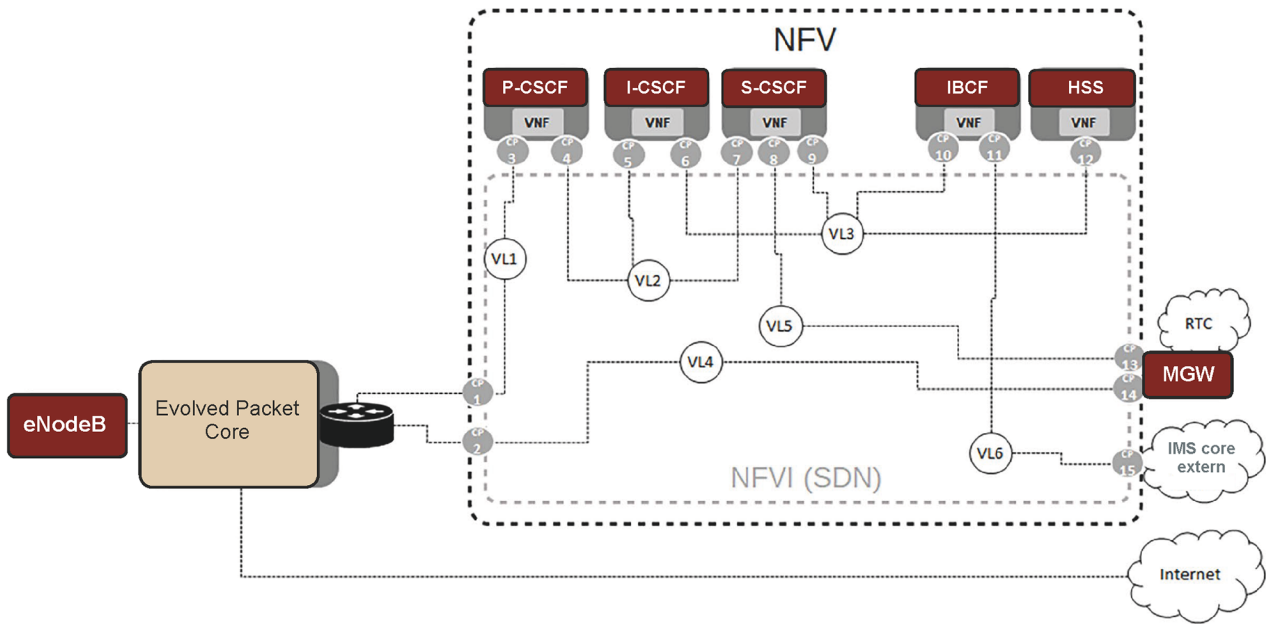 NFV
P-CSCF
I-CSCF
S-CSCF
IBCF
HSS
VNF
VNF
VNF
VNF
VNF
CP
3
CP
4
CP
5
CP
6
CP
7
CP
8
CP
9
CP
10
CP
11
CP
12
VL3
VL1
VL2
VL5
RTC
VL4
CP
13
MGW
CP
14
CP
1
Evolved Packet
Core
eNodeB
CP
2
VL6
IMS core
extern
CP
15
NFVI (SDN)
Internet